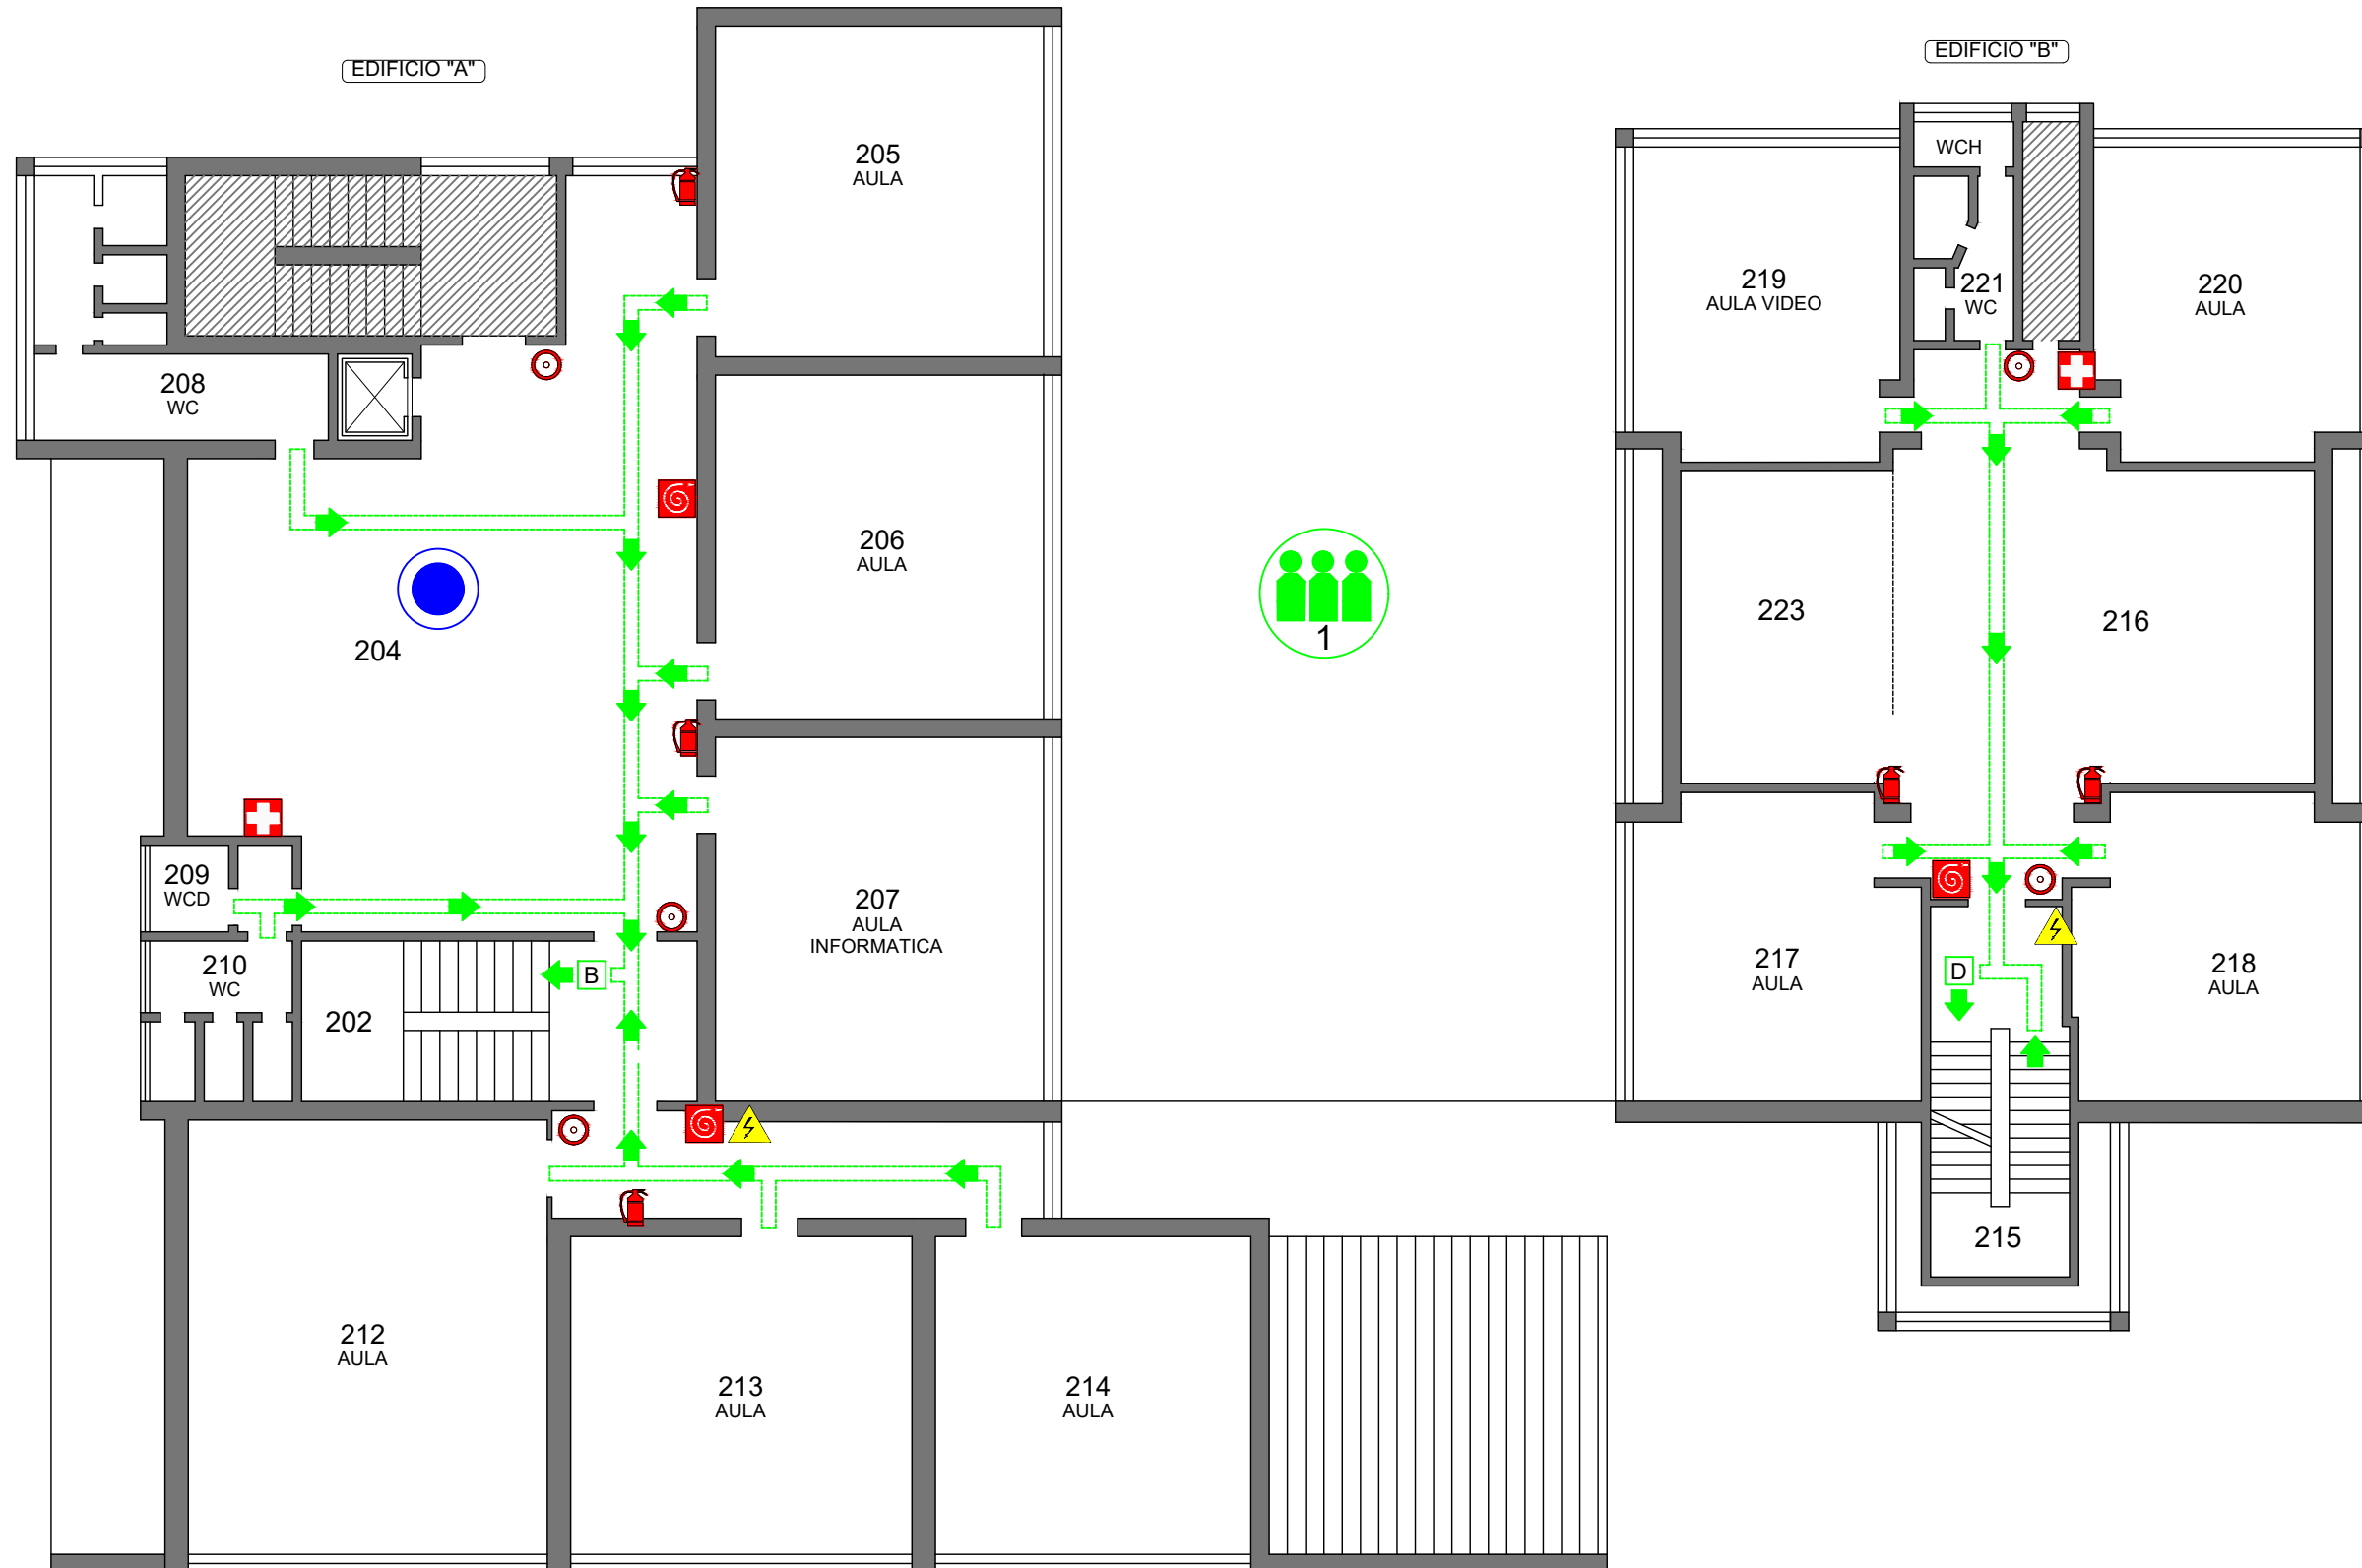 EDIFICIO "A"
EDIFICIO "B"
205
AULA
WCH
219
AULA VIDEO
221
WC
220
AULA
208
WC
206
AULA
204
1
223
216
209
WCD
207
AULA
INFORMATICA
210
WC
B
202
217
AULA
D
218
AULA
215
212
AULA
213
AULA
214
AULA